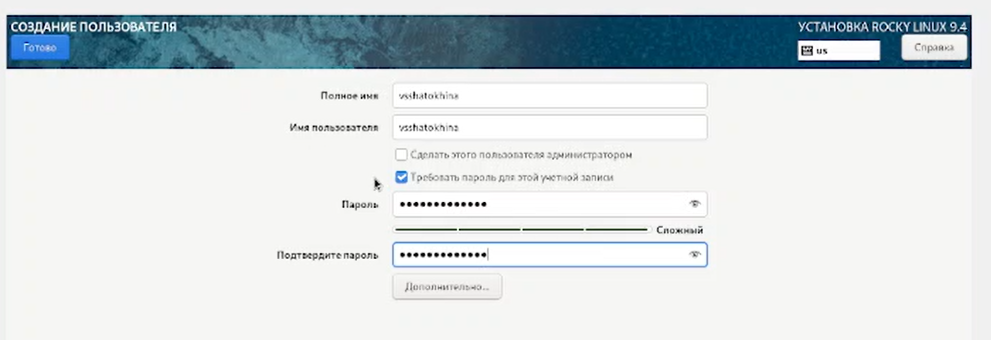 СОЗДАНИЕ ПОЛЬЗОВАТЕЛЯ
УСТАНОВКА ROCKY LINUX 9.4
Готово
us
Справка
Полное имя
vsshatokhina
Имя пользователя
vsshatokhina
Сделать этого пользователя администратором
Требовать пароль для этой учетной записи
Пароль
•••••••••••••
Сложный
Подтвердите пароль
•••••••••••••
Дополнительно...